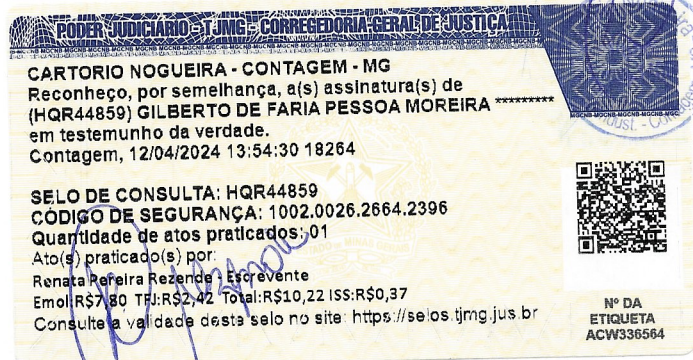 PODER JUDICIÁRIO - TJMG - CORREGEDORIA-GERAL DE JUSTIÇA
CARTORIO NOGUEIRA - CONTAGEM - MG
Reconheço, por semelhança, a(s) assinatura(s) de
(HQR44859) GILBERTO DE FARIA PESSOA MOREIRA *********
em testemunho da verdade.
Contagem, 12/04/2024 13:54:30 18264
SELO DE CONSULTA: HQR44859
CÓDIGO DE SEGURANÇA: 1002.0026.2664.2396
Quantidade de atos praticados: 01
Ato(s) praticado(s) por:
Renata Pereira Rezende - Escrevente
Emol:R$7,80 TFJ:R$2,42 Total:R$10,22 ISS:R$0,37
Consulte a validade deste selo no site: https://selos.tjmg.jus.br
Nº DA
ETIQUETA
ACW336564